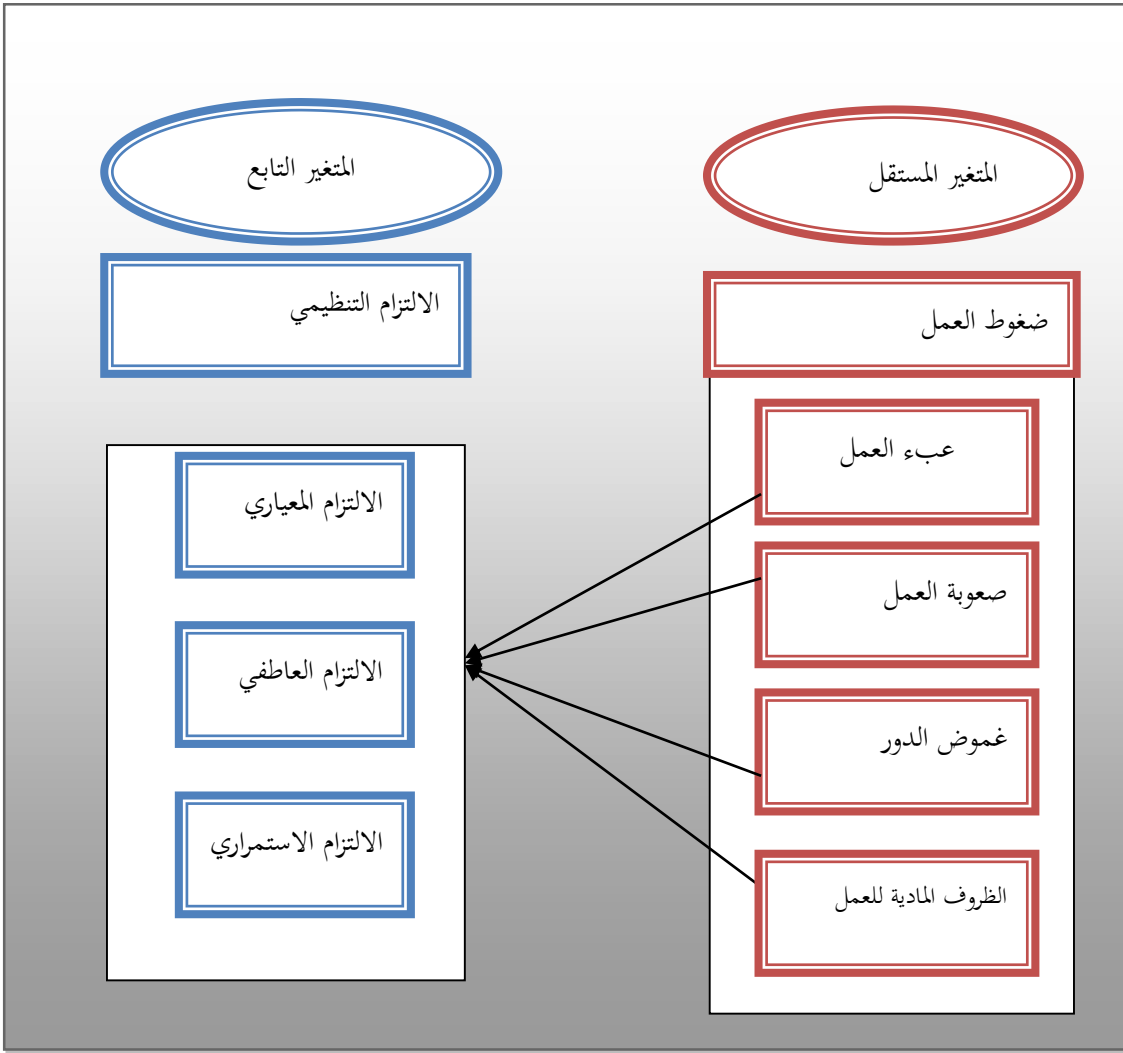 المتغير المستقل
المتغير التابع
ضغوط العمل
الالتزام التنظيمي
عبء العمل
صعوبة العمل
غموض الدور
الظروف المادية للعمل
الالتزام المعياري
الالتزام العاطفي
الالتزام الاستمراري